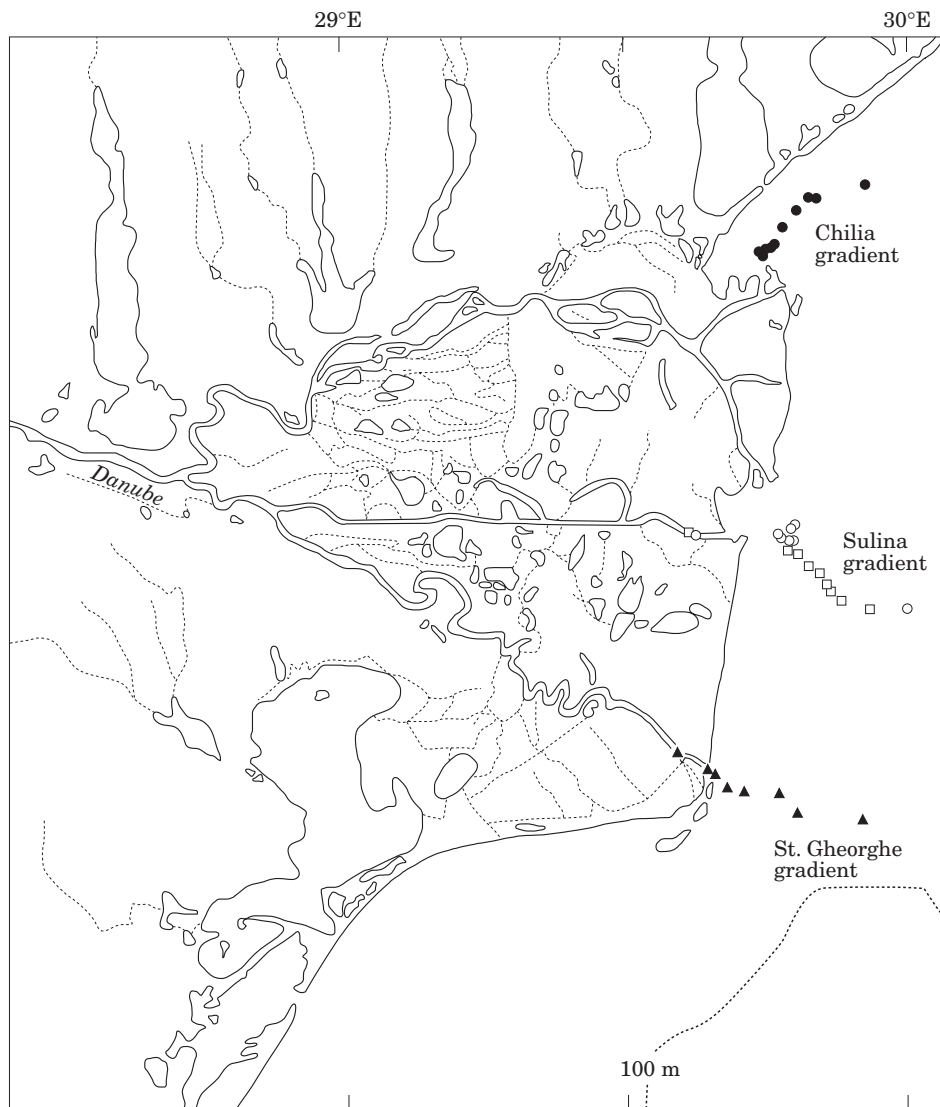 29°E
30°E
Chilia
gradient
Danube
Sulina
gradient
St. Gheorghe
gradient
100 m